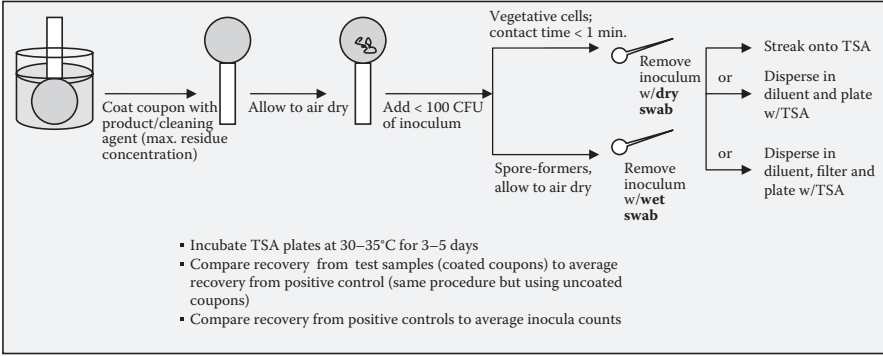 Vegetative cells;
contact time < 1 min.
Coat coupon with
product/cleaning
agent (max. residue
concentration)
Allow to air dry
Add < 100 CFU
of inoculum
Remove
inoculum
w/dry
swab
Spore-formers,
allow to air dry
Remove
inoculum
w/wet
swab
Streak onto TSA
or
Disperse in
diluent and plate
w/TSA
or
Disperse in
diluent, filter and
plate w/TSA
▪ Incubate TSA plates at 30–35°C for 3–5 days
▪ Compare recovery from test samples (coated coupons) to average
recovery from positive control (same procedure but using uncoated
coupons)
▪ Compare recovery from positive controls to average inocula counts